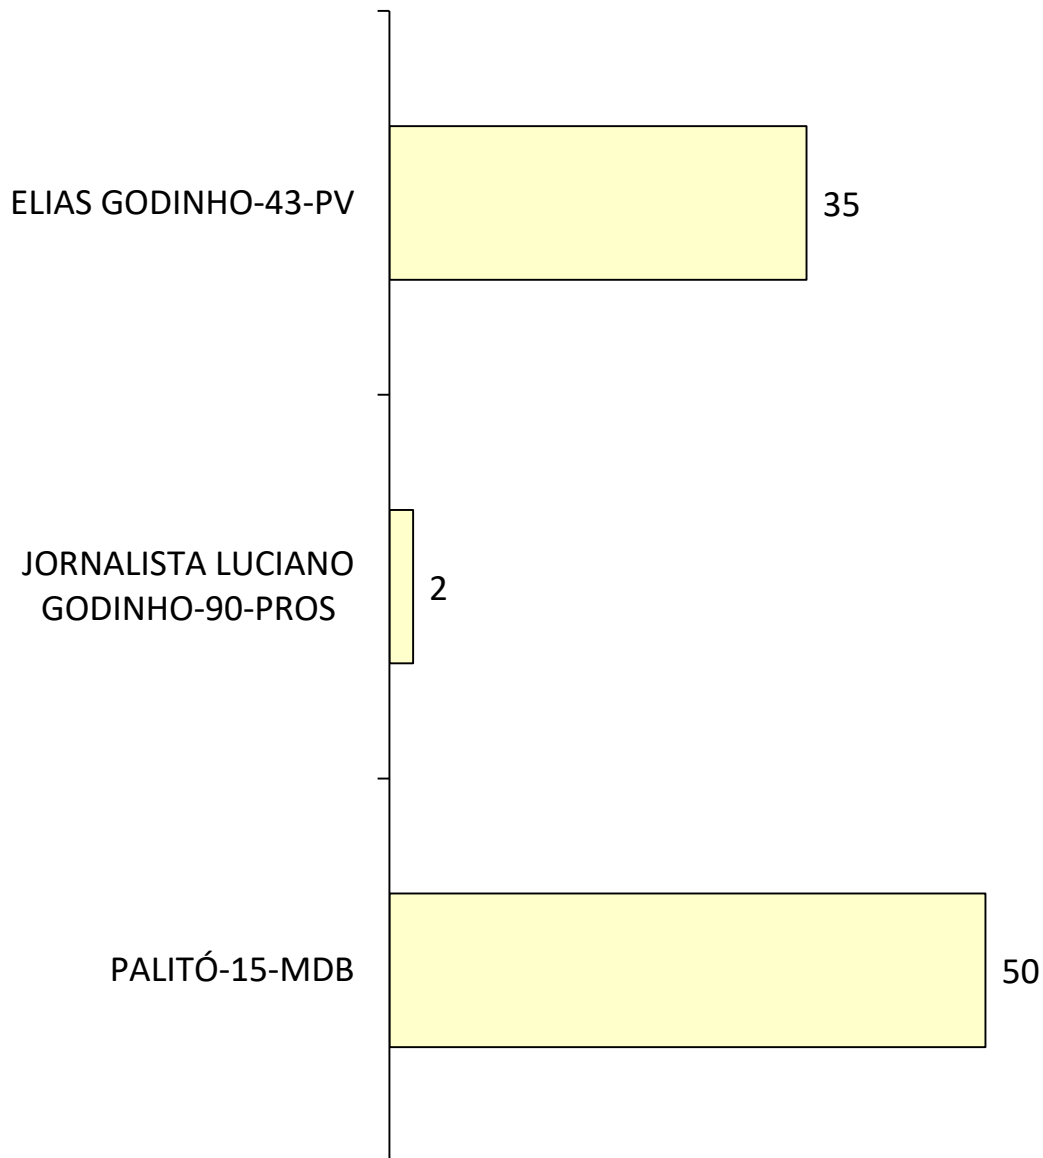 ELIAS GODINHO-43-PV
35
JORNALISTA LUCIANO
GODINHO-90-PROS
2
PALITÓ-15-MDB
50